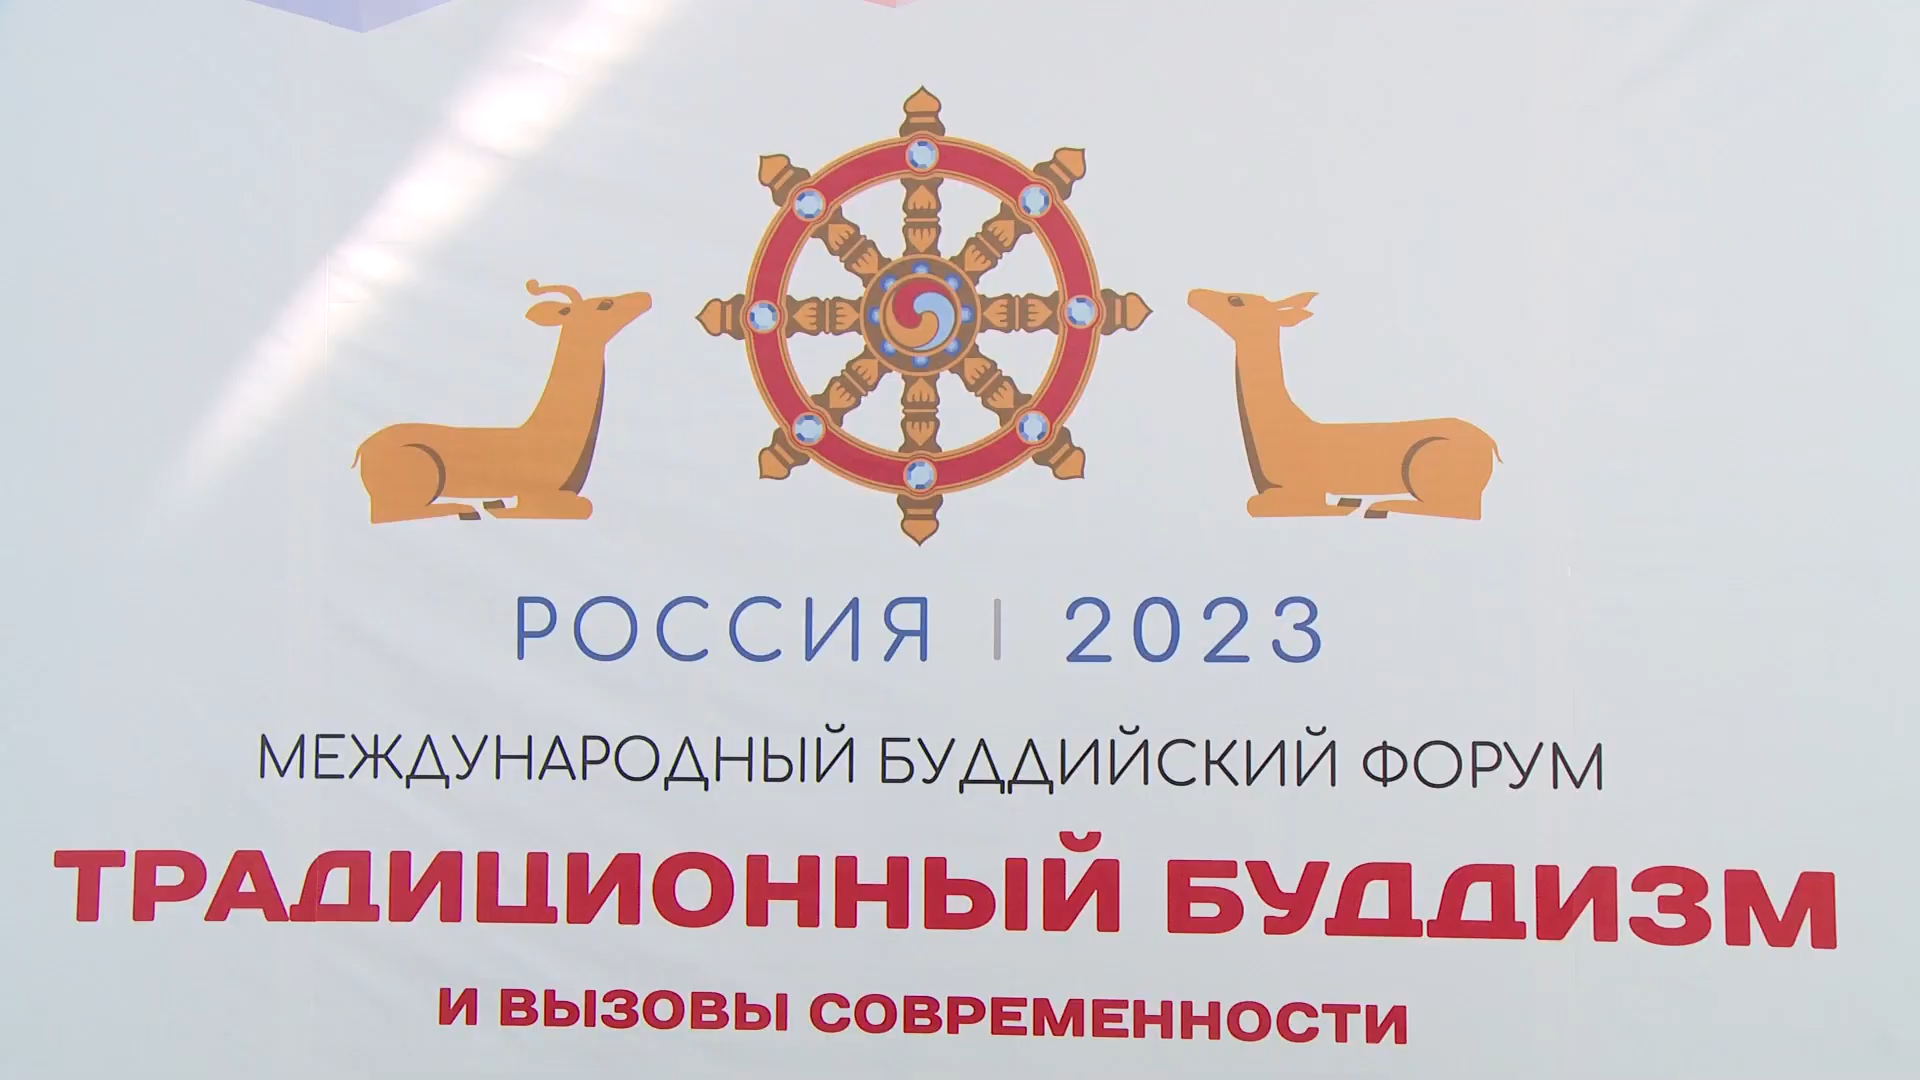 РОССИЯ | 2023
МЕЖДУНАРОДНЫЙ БУДДИЙСКИЙ ФОРУМ
ТРАДИЦИОННЫЙ БУДДИЗМ
И ВЫЗОВЫ СОВРЕМЕННОСТИ